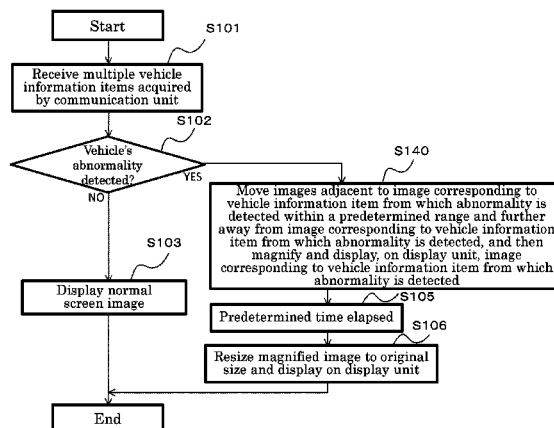 Start
S101
Receive multiple vehicle
information items acquired
by communication unit
S102
Vehicle's
abnormality
detected?
YES
NO
S140
Move images adjacent to image corresponding to
vehicle information item from which abnormality is
detected within a predetermined range and further
away from image corresponding to vehicle information
item from which abnormality is detected, and then
magnify and display, on display unit, image
corresponding to vehicle information item from which
abnormality is detected
S103
Display normal
screen image
S105
Predetermined time elapsed
S106
Resize magnified image to original
size and display on display unit
End